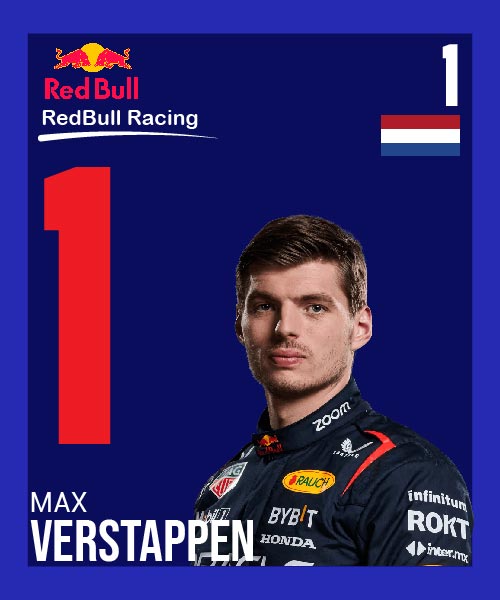 Red Bull
RedBull Racing
1
1
MAX
VERSTAPPEN
zoom
RAUCH
BYBIT
HONDA
infinitum
ROKT
inter.mx